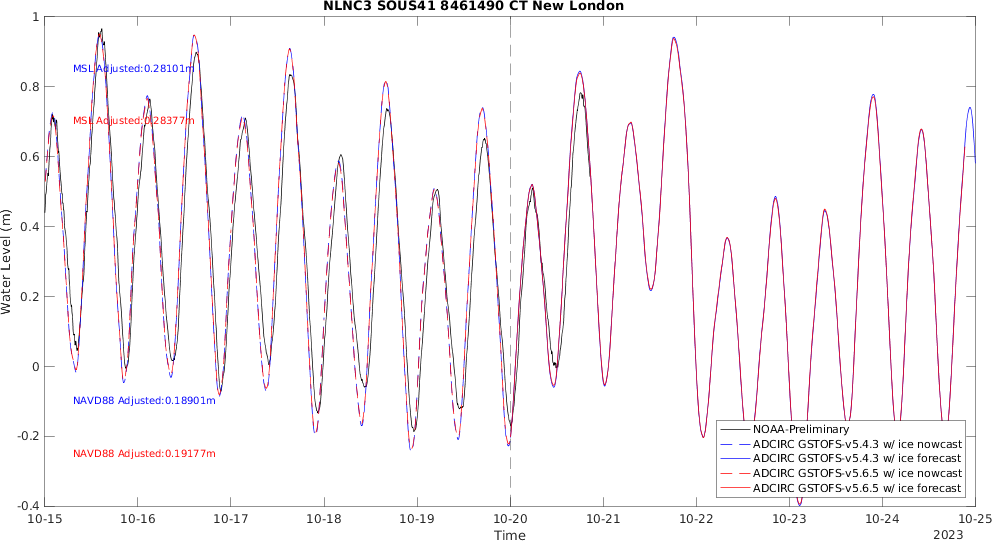 NLNC3 SOUS41 8461490 CT New London
1
0.8
0.6
0.4
0.2
0
-0.2
-0.4
Water Level (m)
MSL Adjusted:0.28101m
MSL Adjusted:0.28377m
NAVD88 Adjusted:0.18901m
NAVD88 Adjusted:0.19177m
NOAA-Preliminary
ADCIRC GSTOFS-v5.4.3 w/ ice nowcast
ADCIRC GSTOFS-v5.4.3 w/ ice forecast
ADCIRC GSTOFS-v5.6.5 w/ ice nowcast
ADCIRC GSTOFS-v5.6.5 w/ ice forecast
10-15 10-16 10-17 10-18 10-19 10-20 10-21 10-22 10-23 10-24 10-25
Time
2023